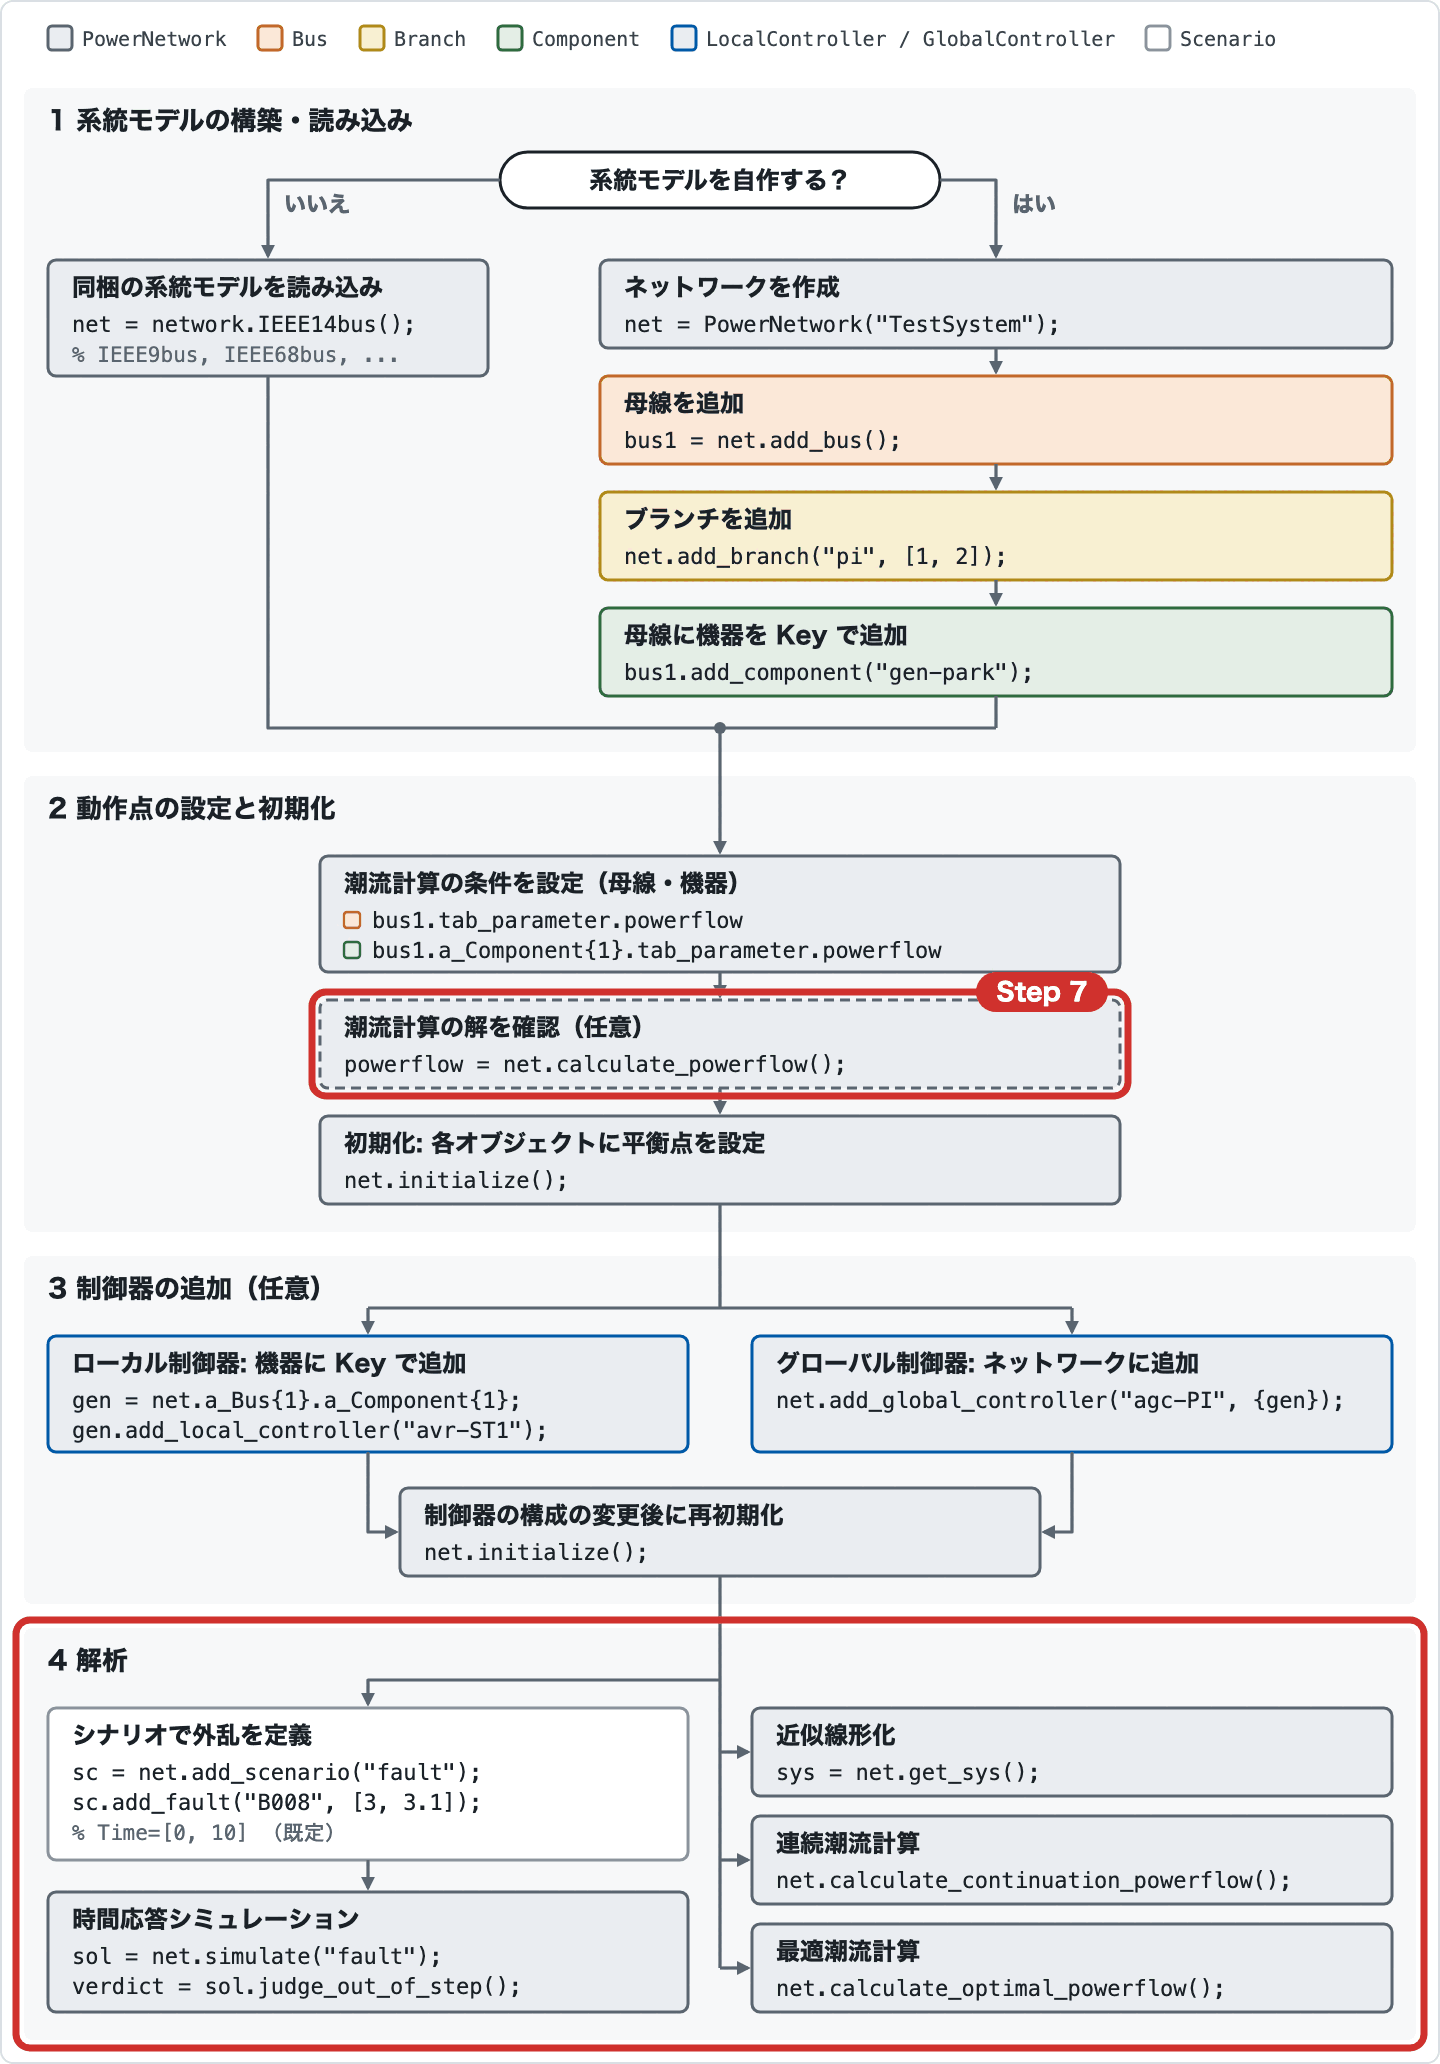 PowerNetwork Bus Branch Component LocalController / GlobalController Scenario
1 系統モデルの構築・読み込み
系統モデルを自作する？
いいえ
はい
同梱の系統モデルを読み込み
net = network.IEEE14bus();
% IEEE9bus, IEEE68bus, ...
ネットワークを作成
net = PowerNetwork("TestSystem");
母線を追加
bus1 = net.add_bus();
ブランチを追加
net.add_branch("pi", [1, 2]);
母線に機器を Key で追加
bus1.add_component("gen-park");
2 動作点の設定と初期化
潮流計算の条件を設定（母線・機器）
bus1.tab_parameter.powerflow
bus1.a_Component{1}.tab_parameter.powerflow
Step 7
潮流計算の解を確認（任意）
powerflow = net.calculate_powerflow();
初期化: 各オブジェクトに平衡点を設定
net.initialize();
3 制御器の追加（任意）
ローカル制御器: 機器に Key で追加
gen = net.a_Bus{1}.a_Component{1};
gen.add_local_controller("avr-ST1");
グローバル制御器: ネットワークに追加
net.add_global_controller("agc-PI", {gen});
制御器の構成の変更後に再初期化
net.initialize();
4 解析
シナリオで外乱を定義
sc = net.add_scenario("fault");
sc.add_fault("B008", [3, 3.1]);
% Time=[0, 10] （既定）
時間応答シミュレーション
sol = net.simulate("fault");
verdict = sol.judge_out_of_step();
近似線形化
sys = net.get_sys();
連続潮流計算
net.calculate_continuation_powerflow();
最適潮流計算
net.calculate_optimal_powerflow();